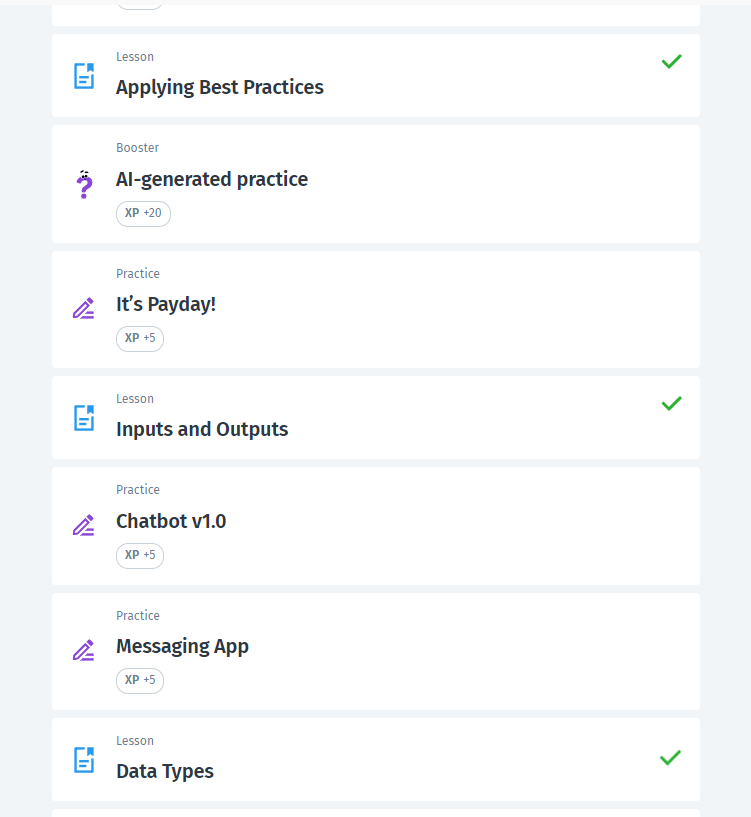 Lesson
Applying Best Practices
Booster
AI-generated practice
XP +20
Practice
It’s Payday!
XP +5
Lesson
Inputs and Outputs
Practice
Chatbot v1.0
XP +5
Practice
Messaging App
XP +5
Lesson
Data Types